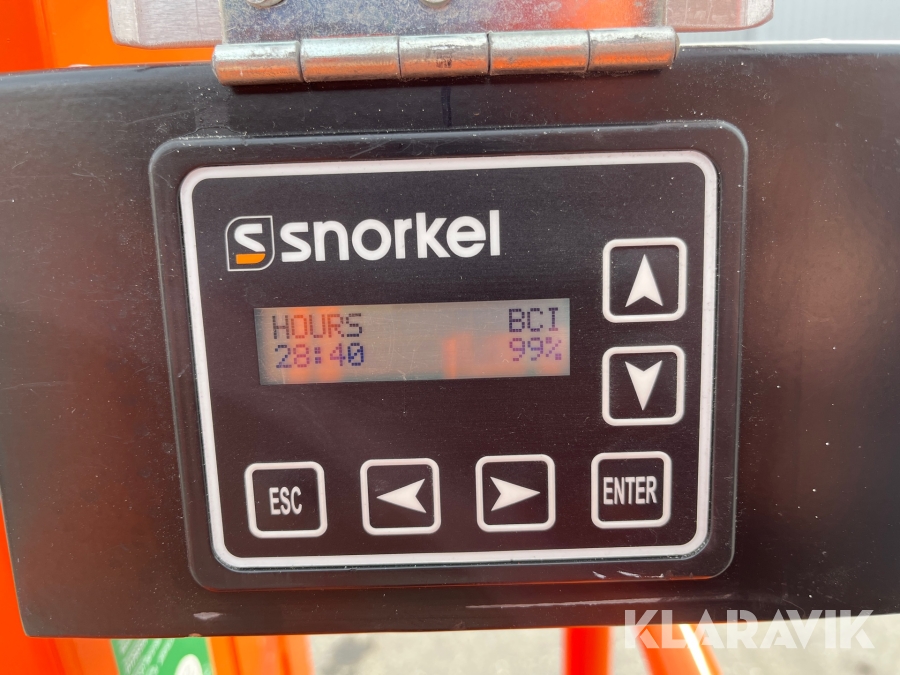 snorkel
HOURS BCI
28:40 99%
ESC
ENTER
KLARAVIK